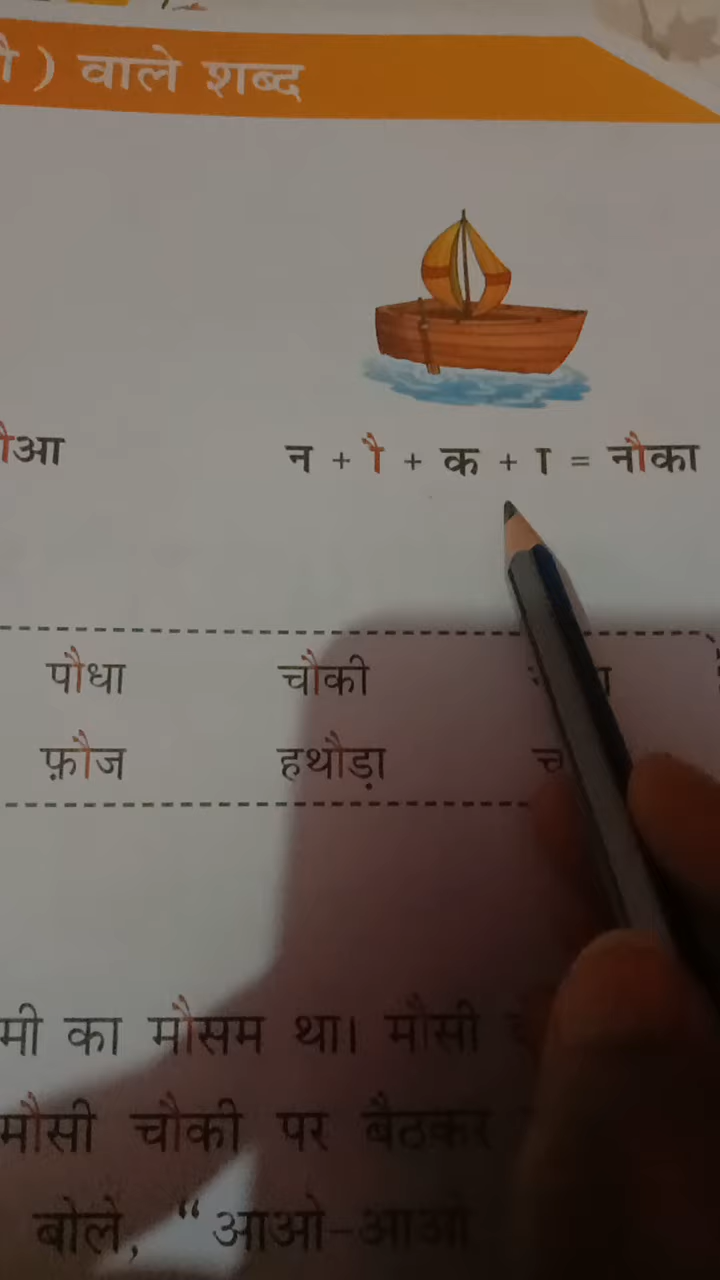 ौ ) वाले शब्द
ौआ न + ौ + क + ा = नौका
पौधा चौकी
फ़ौज हथौड़ा
मी का मौसम था। मौसी
मौसी चौकी पर बैठकर
बोले, “आओ-आओ